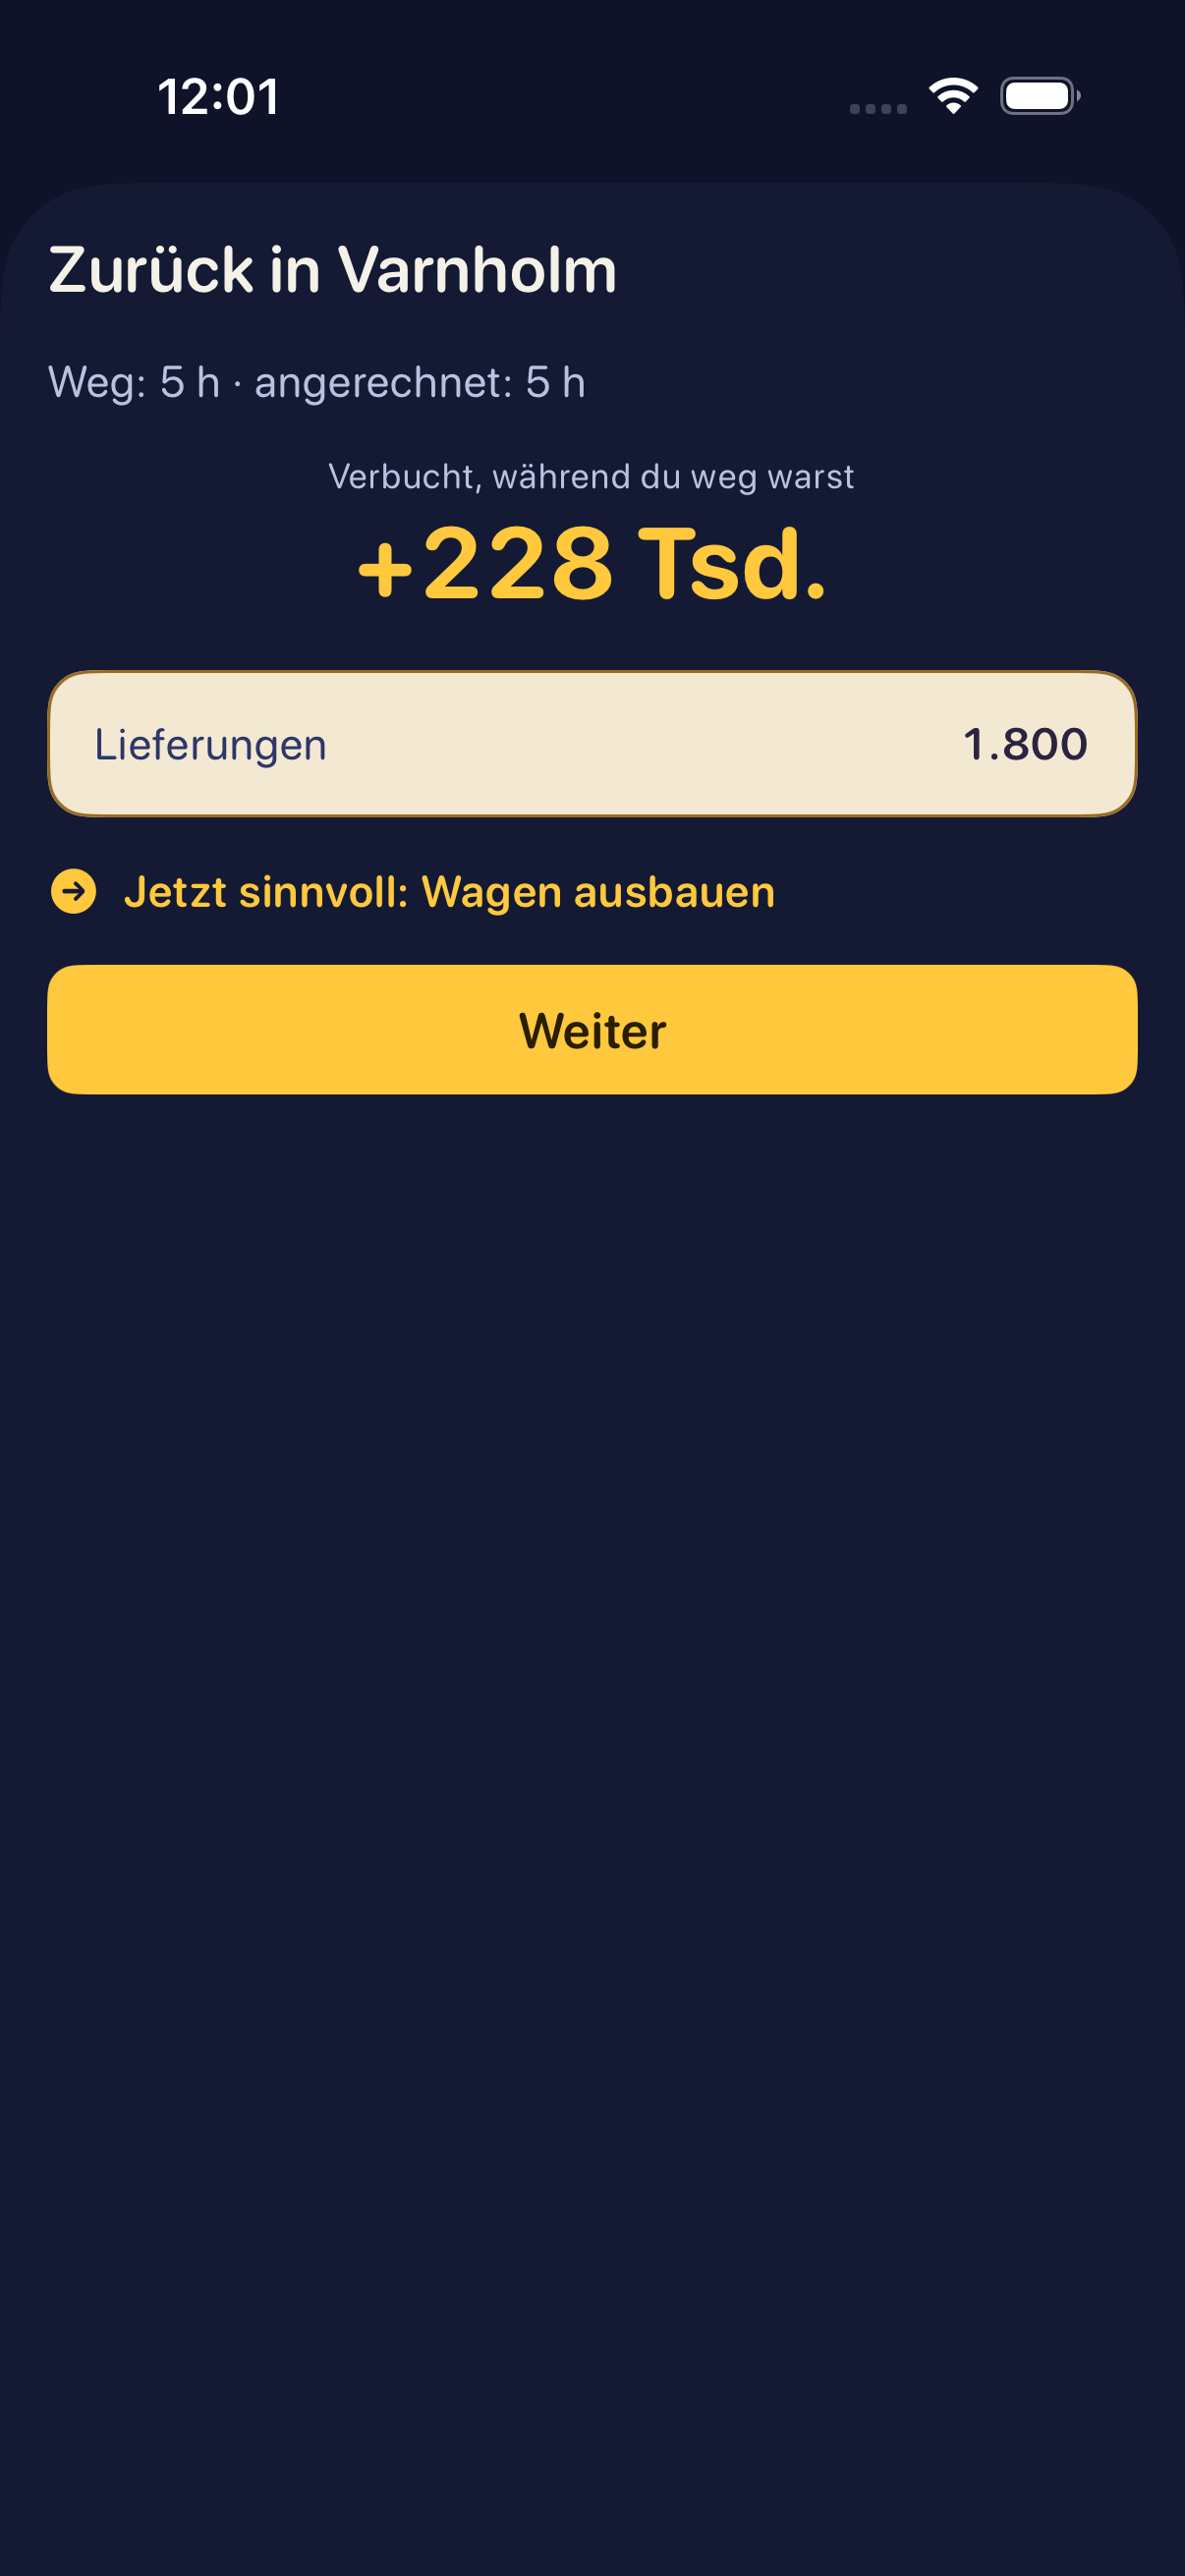 12:01
Zurück in Varnholm
Weg: 5 h · angerechnet: 5 h
Verbucht, während du weg warst
+228 Tsd.
Lieferungen 1.800
Jetzt sinnvoll: Wagen ausbauen
Weiter